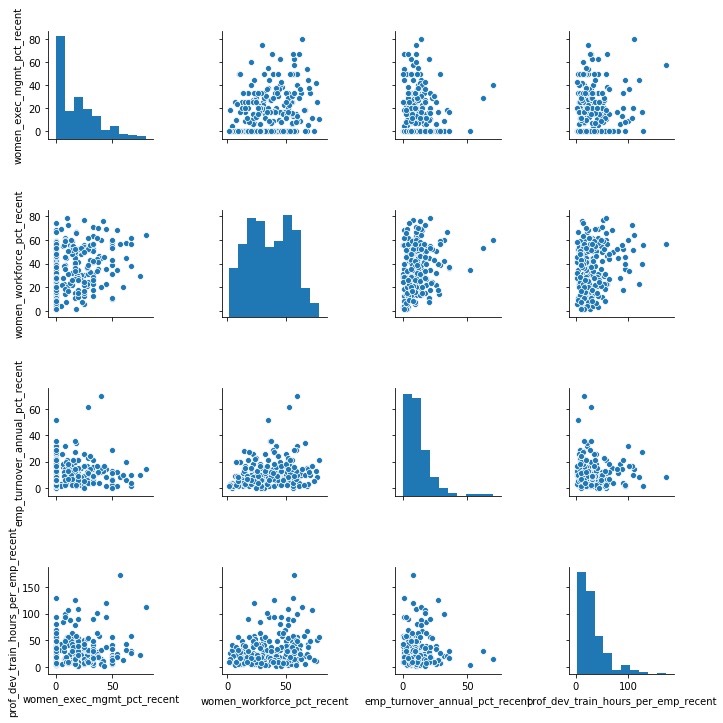 women_exec_mgmt_pct_recent
80
60
40
20
0
women_workforce_pct_recent
80
60
40
20
0
emp_turnover_annual_pct_recent
60
40
20
0
prof_dev_train_hours_per_emp_recent
150
100
50
0
0 50
0 50
0 50
0 100
women_exec_mgmt_pct_recent
women_workforce_pct_recent
emp_turnover_annual_pct_recent
prof_dev_train_hours_per_emp_recent